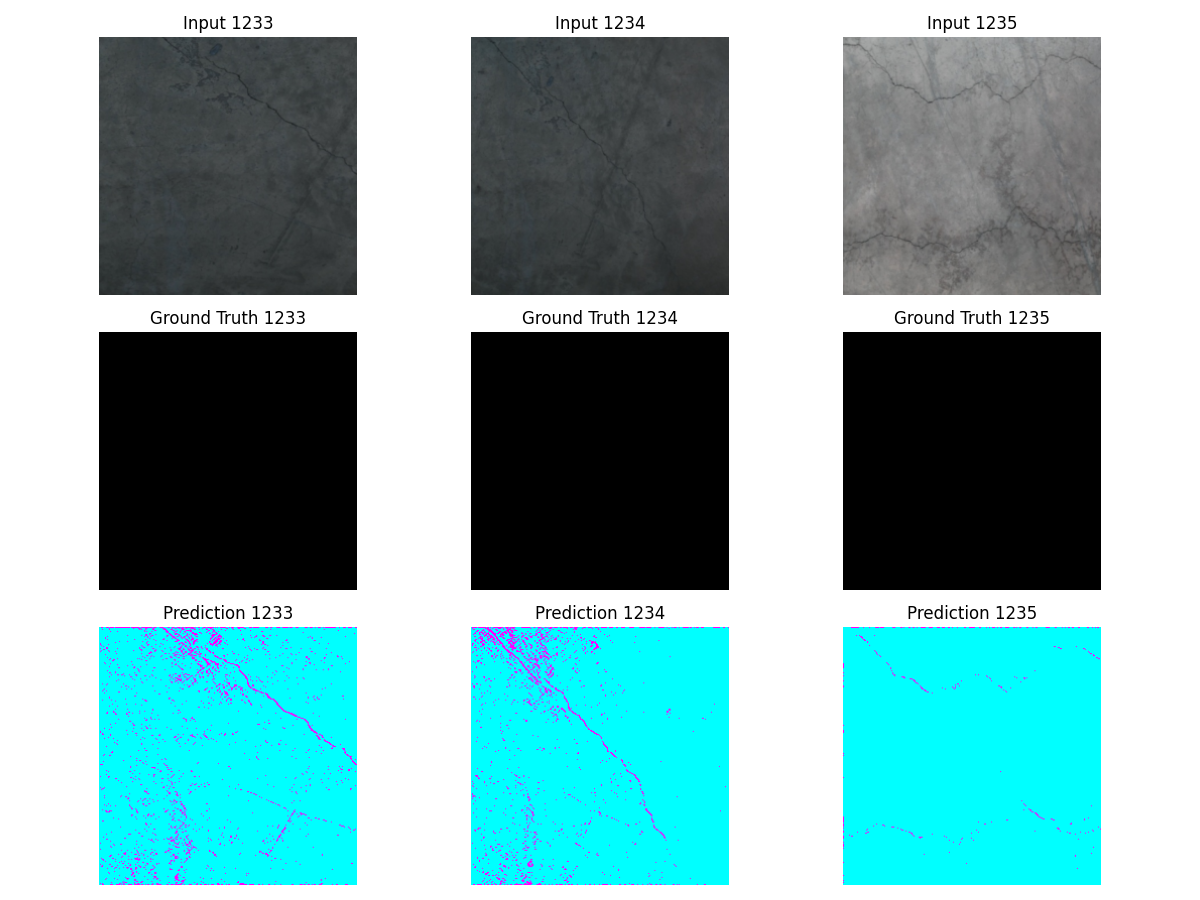 Input 1233
Input 1234
Input 1235
Ground Truth 1233
Ground Truth 1234
Ground Truth 1235
Prediction 1233
Prediction 1234
Prediction 1235